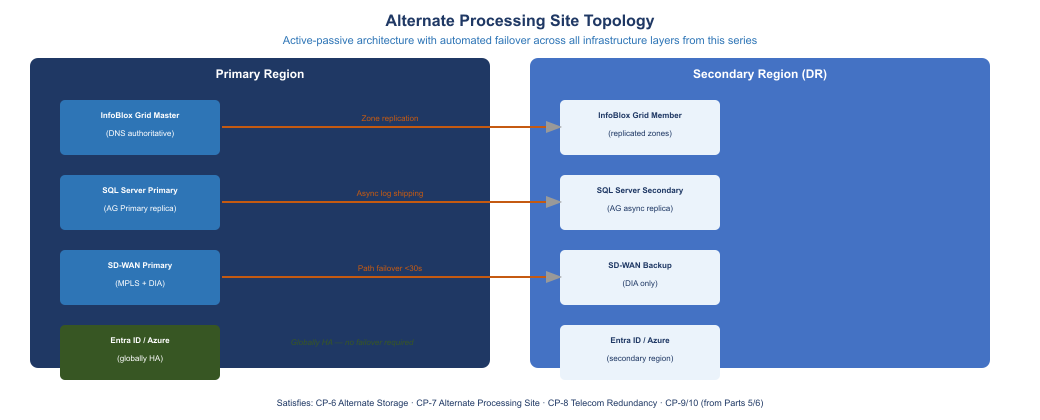 Alternate Processing Site Topology
Active-passive architecture with automated failover across all infrastructure layers from this series
Primary Region
Secondary Region (DR)
InfoBlox Grid Master
(DNS authoritative)
Zone replication
InfoBlox Grid Member
(replicated zones)
SQL Server Primary
(AG Primary replica)
Async log shipping
SQL Server Secondary
(AG async replica)
SD-WAN Primary
(MPLS + DIA)
Path failover <30s
SD-WAN Backup
(DIA only)
Entra ID / Azure
(globally HA)
Globally HA — no failover required
Entra ID / Azure
(secondary region)
Satisfies: CP-6 Alternate Storage · CP-7 Alternate Processing Site · CP-8 Telecom Redundancy · CP-9/10 (from Parts 5/6)